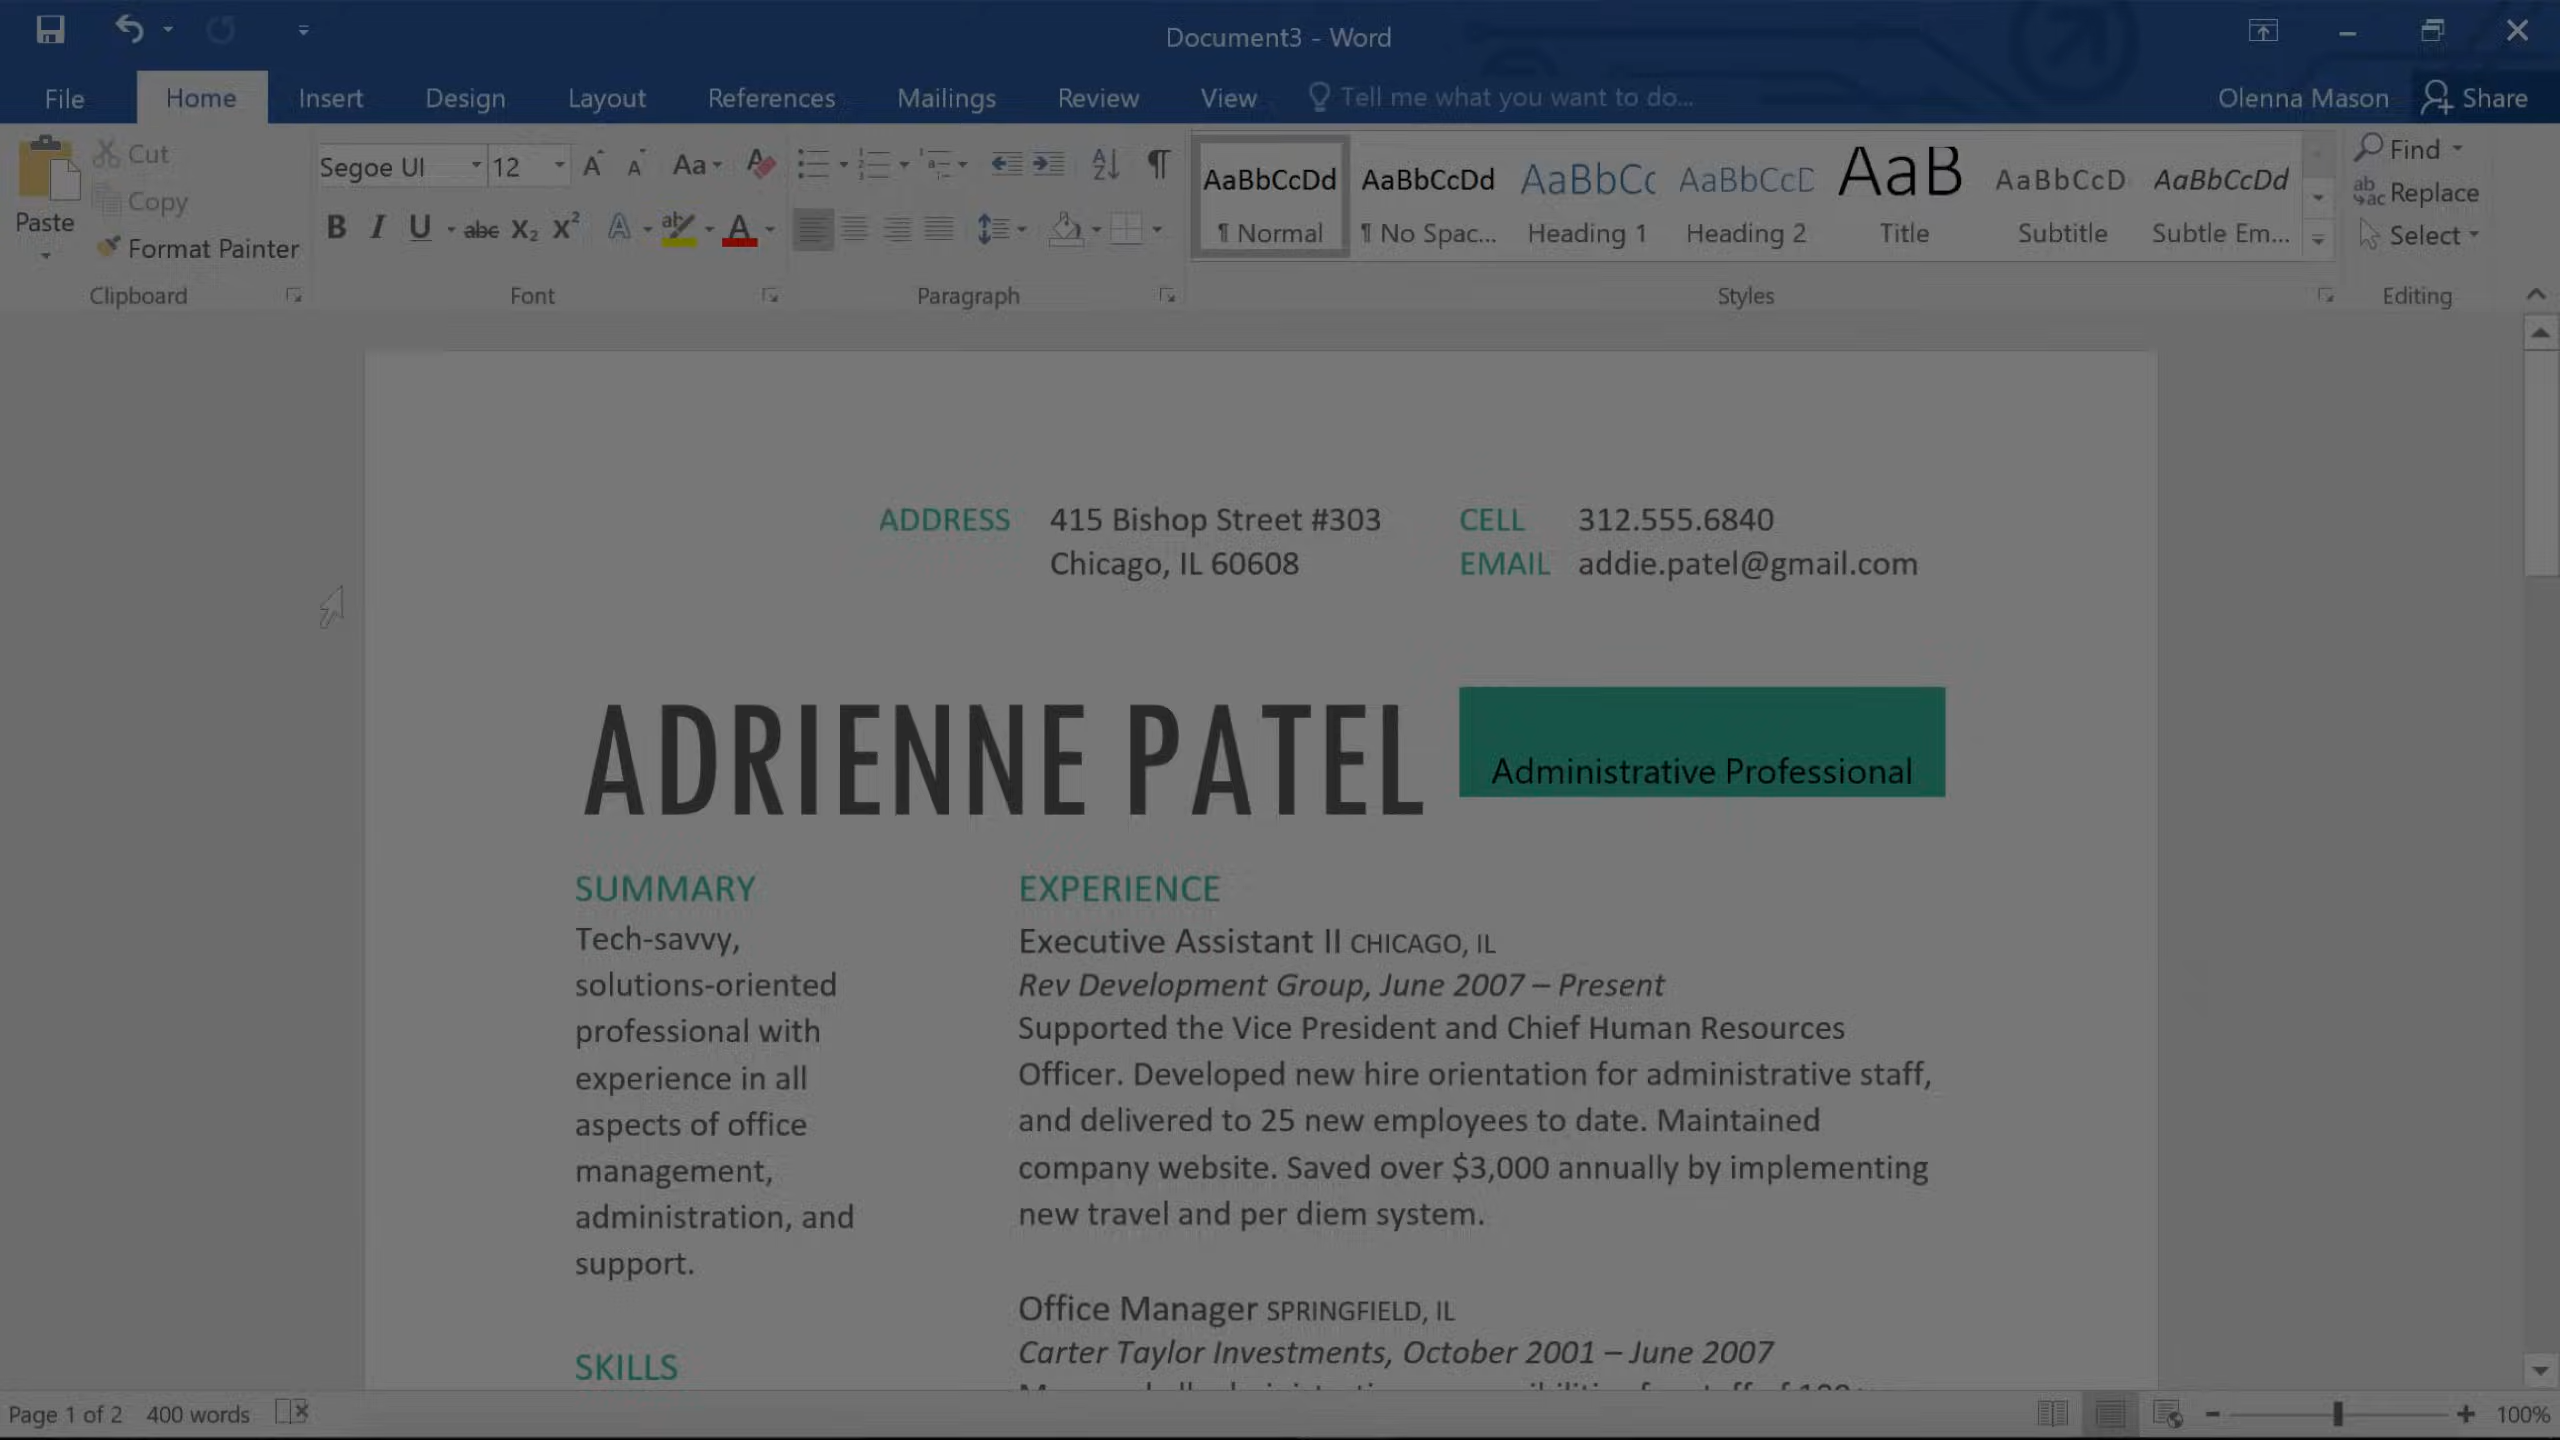 Document3 - Word
File Home Insert Design Layout References Mailings Review View Tell me what you want to do... Olenna Mason Share
Paste
Cut
Copy
Format Painter
Clipboard
Segoe UI 12
Font
Paragraph
AaBbCcDd AaBbCcDd AaBbCc AaBbCcD AaB AaBbCcD AaBbCcDd
¶ Normal ¶ No Spac... Heading 1 Heading 2 Title Subtitle Subtle Em...
Styles
Find
Replace
Select
Editing
ADDRESS 415 Bishop Street #303
Chicago, IL 60608
CELL 312.555.6840
EMAIL addie.patel@gmail.com
ADRIENNE PATEL
Administrative Professional
SUMMARY
Tech-savvy,
solutions-oriented
professional with
experience in all
aspects of office
management,
administration, and
support.
SKILLS
EXPERIENCE
Executive Assistant II CHICAGO, IL
Rev Development Group, June 2007 – Present
Supported the Vice President and Chief Human Resources
Officer. Developed new hire orientation for administrative staff,
and delivered to 25 new employees to date. Maintained
company website. Saved over $3,000 annually by implementing
new travel and per diem system.
Office Manager SPRINGFIELD, IL
Carter Taylor Investments, October 2001 – June 2007
Page 1 of 2 400 words 100%